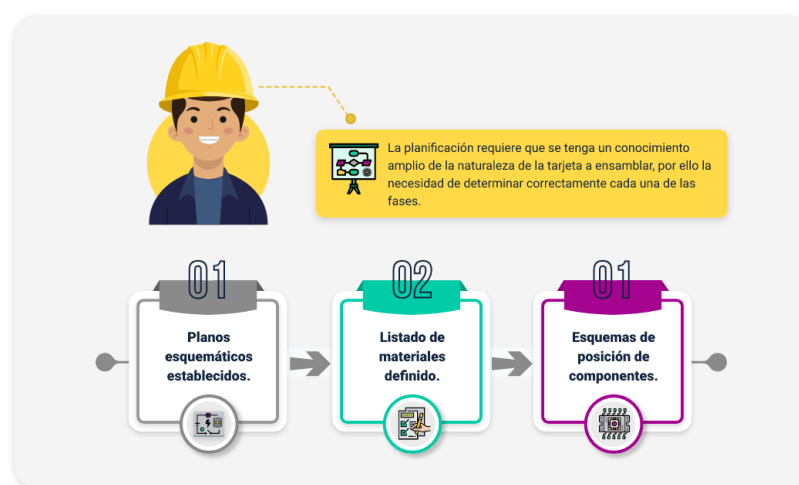 La planificación requiere que se tenga un conocimiento
amplio de la naturaleza de la tarjeta a ensamblar, por ello la
necesidad de determinar correctamente cada una de las
fases.
01
Planos
esquemáticos
establecidos.
02
Listado de
materiales
definido.
01
Esquemas de
posición de
componentes.